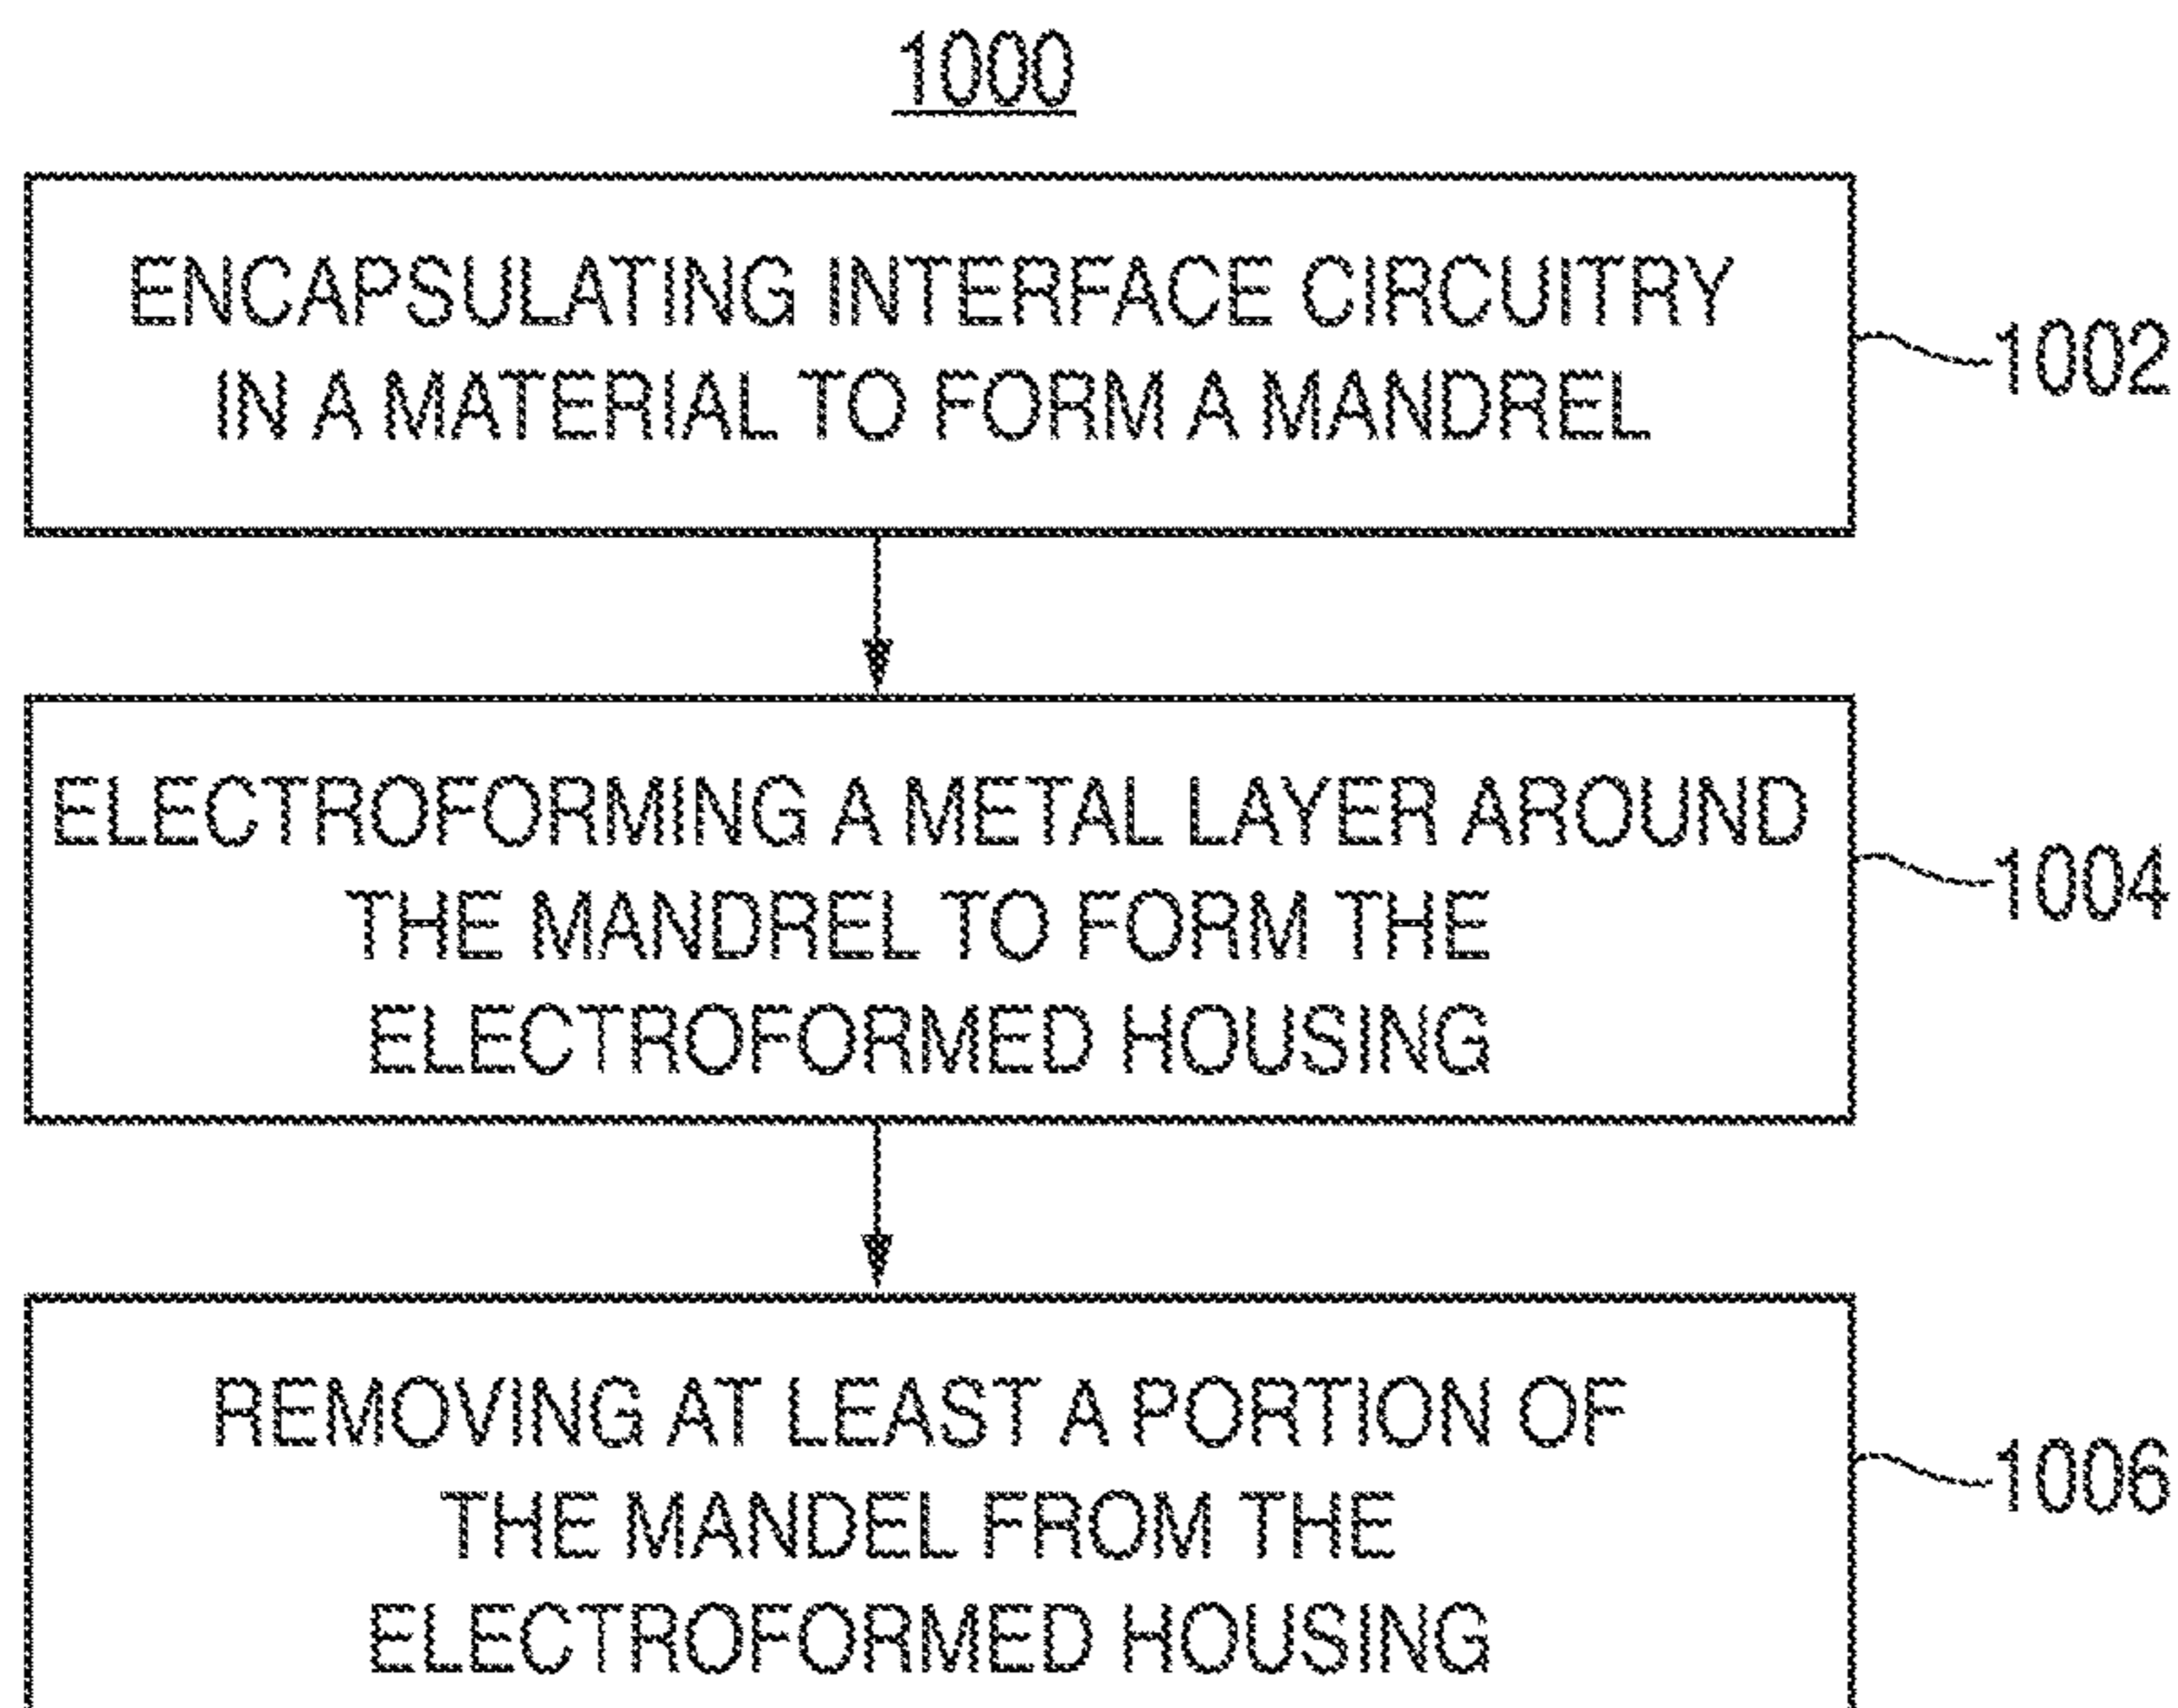 1000
ENCAPSULATING INTERFACE CIRCUITRY
IN A MATERIAL TO FORM A MANDREL
1002
ELECTROFORMING A METAL LAYER AROUND
THE MANDREL TO FORM THE
ELECTROFORMED HOUSING
1004
REMOVING AT LEAST A PORTION OF
THE MANDEL FROM THE
ELECTROFORMED HOUSING
1006